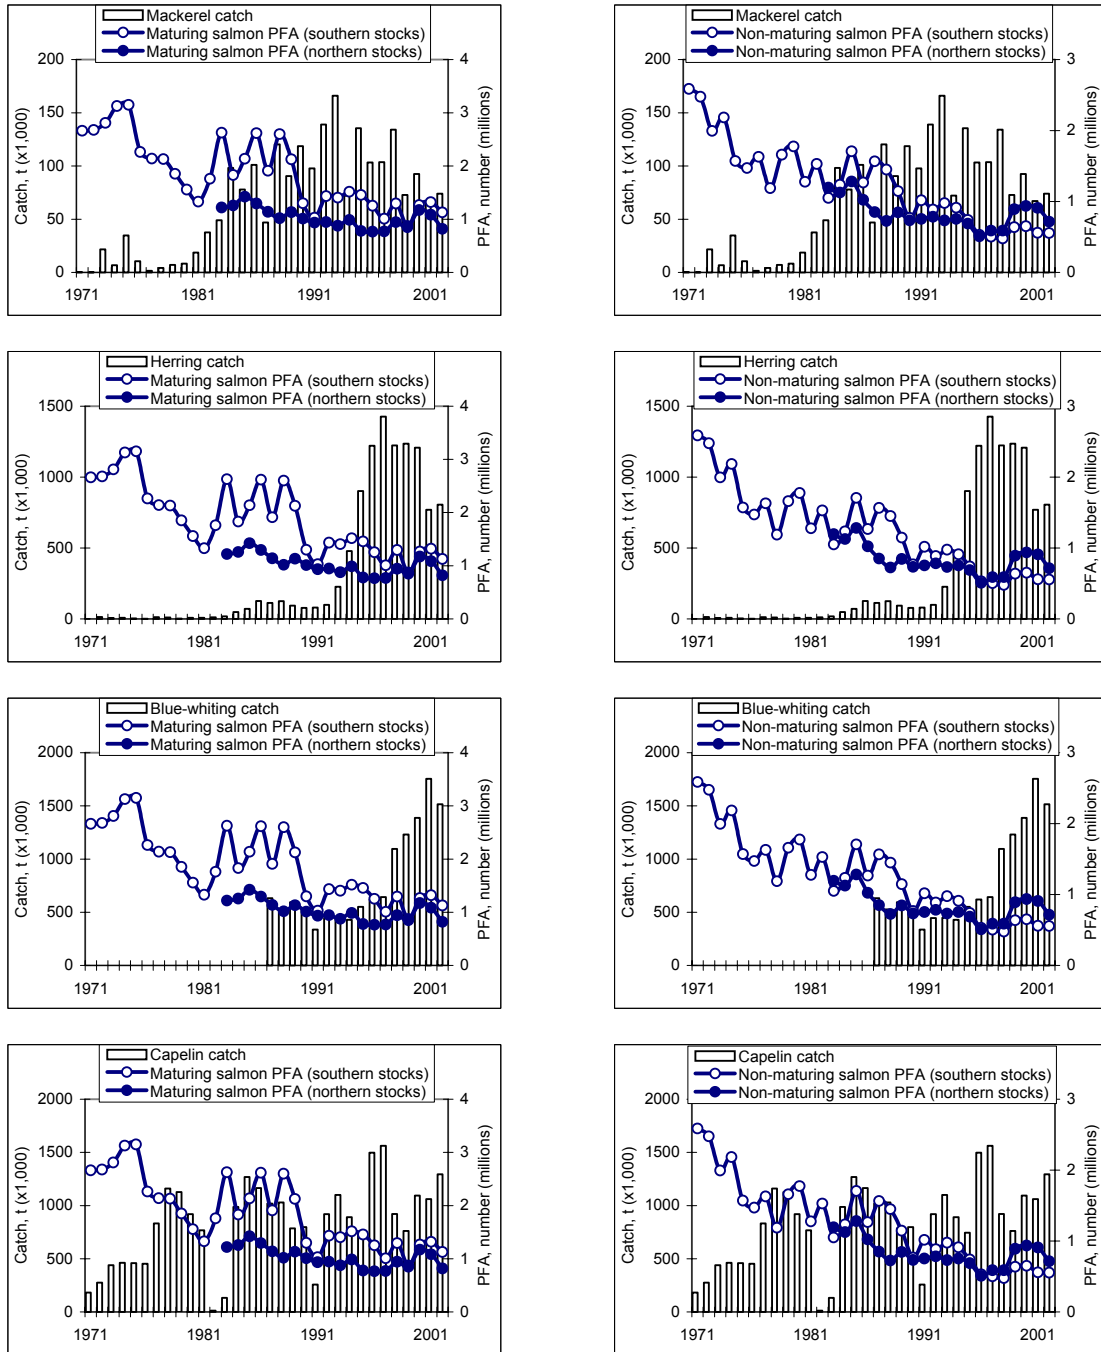 Mackerel catch
Maturing salmon PFA (southern stocks)
Maturing salmon PFA (northern stocks)
200
150
100
50
0
4
3
2
1
0
Catch, t (x1,000)
PFA, number (millions)
1971
1981
1991
2001
Mackerel catch
Non-maturing salmon PFA (southern stocks)
Non-maturing salmon PFA (northern stocks)
200
150
100
50
0
3
2
1
0
Catch, t (x1,000)
PFA, number (millions)
1971
1981
1991
2001
Herring catch
Maturing salmon PFA (southern stocks)
Maturing salmon PFA (northern stocks)
1500
1000
500
0
4
3
2
1
0
Catch, t (x1,000)
PFA, number (millions)
1971
1981
1991
2001
Herring catch
Non-maturing salmon PFA (southern stocks)
Non-maturing salmon PFA (northern stocks)
1500
1000
500
0
3
2
1
0
Catch, t (x1,000)
PFA, number (millions)
1971
1981
1991
2001
Blue-whiting catch
Maturing salmon PFA (southern stocks)
Maturing salmon PFA (northern stocks)
2000
1500
1000
500
0
4
3
2
1
0
Catch, t (x1,000)
PFA, number (millions)
1971
1981
1991
2001
Blue-whiting catch
Non-maturing salmon PFA (southern stocks)
Non-maturing salmon PFA (northern stocks)
2000
1500
1000
500
0
3
2
1
0
Catch, t (x1,000)
PFA, number (millions)
1971
1981
1991
2001
Capelin catch
Maturing salmon PFA (southern stocks)
Maturing salmon PFA (northern stocks)
2000
1500
1000
500
0
4
3
2
1
0
Catch, t (x1,000)
PFA, number (millions)
1971
1981
1991
2001
Capelin catch
Non-maturing salmon PFA (southern stocks)
Non-maturing salmon PFA (northern stocks)
2000
1500
1000
500
0
3
2
1
0
Catch, t (x1,000)
PFA, number (millions)
1971
1981
1991
2001